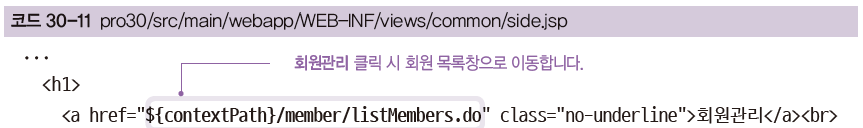 코드 30-11 pro30/src/main/webapp/WEB-INF/views/common/side.jsp
...
회원관리 클릭 시 회원 목록창으로 이동합니다.
<h1>
<a href="${contextPath}/member/listMembers.do" class="no-underline">회원관리</a><br>